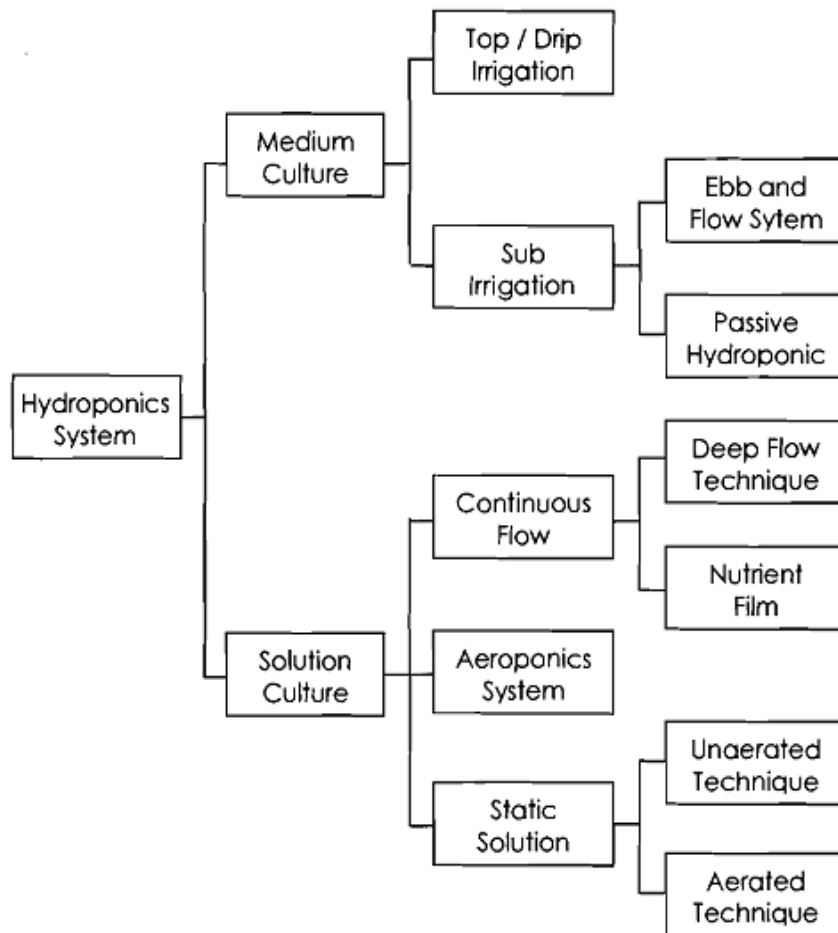 Top / Drip
Irrigation
Medium
Culture
Ebb and
Flow Sytem
Sub
Irrigation
Passive
Hydroponic
Hydroponics
System
Deep Flow
Technique
Continuous
Flow
Nutrient
Film
Solution
Culture
Aeroponics
System
Unaerated
Technique
Static
Solution
Aerated
Technique